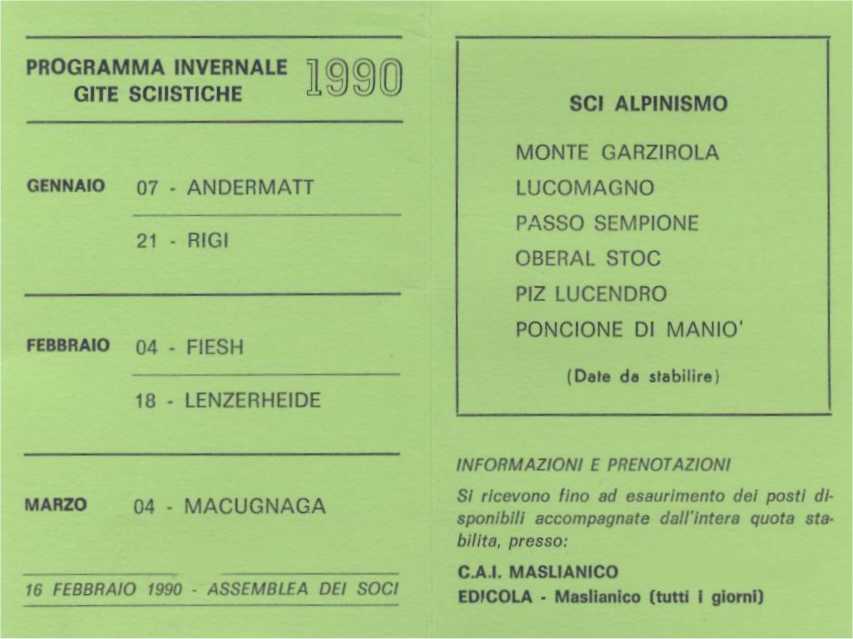 PROGRAMMA INVERNALE 1990
GITE SCIISTICHE
GENNAIO 07 - ANDERMATT
21 - RIGI
FEBBRAIO 04 - FIESH
18 - LENZERHEIDE
MARZO 04 - MACUGNAGA
16 FEBBRAIO 1990 - ASSEMBLEA DEI SOCI
SCI ALPINISMO
MONTE GARZIROLA
LUCOMAGNO
PASSO SEMPIONE
OBERAL STOC
PIZ LUCENDRO
PONCIONE DI MANIO'
(Date da stabilire)
INFORMAZIONI E PRENOTAZIONI
Si ricevono fino ad esaurimento dei posti di-
sponibili accompagnate dall'intera quota sta-
bilita, presso:
C.A.I. MASLIANICO
EDICOLA - Maslianico (tutti i giorni)